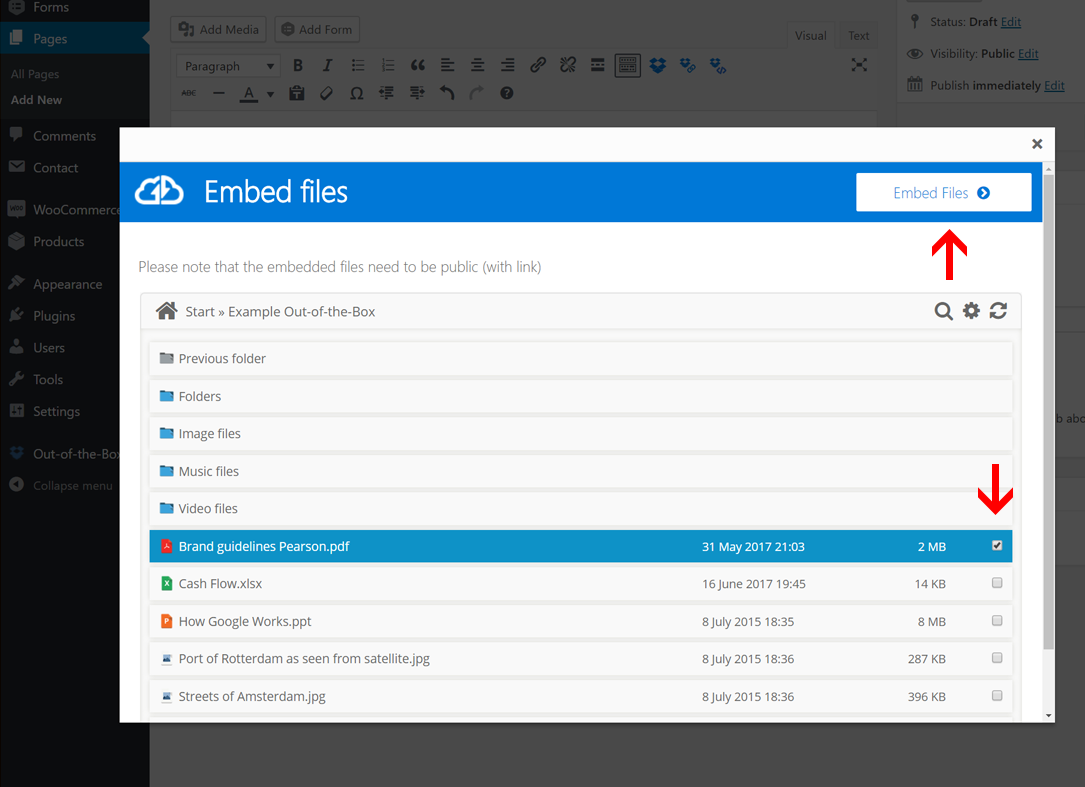 Forms
Pages
All Pages
Add New
Comments
Contact
WooCommerce
Products
Appearance
Plugins
Users
Tools
Settings
Out-of-the-Box
Collapse menu
Add Media
Add Form
Visual
Text
Paragraph
B I
ABC
A
Status: Draft Edit
Visibility: Public Edit
Publish immediately Edit
Embed files
Embed Files
Please note that the embedded files need to be public (with link)
Start » Example Out-of-the-Box
Previous folder
Folders
Image files
Music files
Video files
Brand guidelines Pearson.pdf 31 May 2017 21:03 2 MB
Cash Flow.xlsx 16 June 2017 19:45 14 KB
How Google Works.ppt 8 July 2015 18:35 8 MB
Port of Rotterdam as seen from satellite.jpg 8 July 2015 18:36 287 KB
Streets of Amsterdam.jpg 8 July 2015 18:36 396 KB